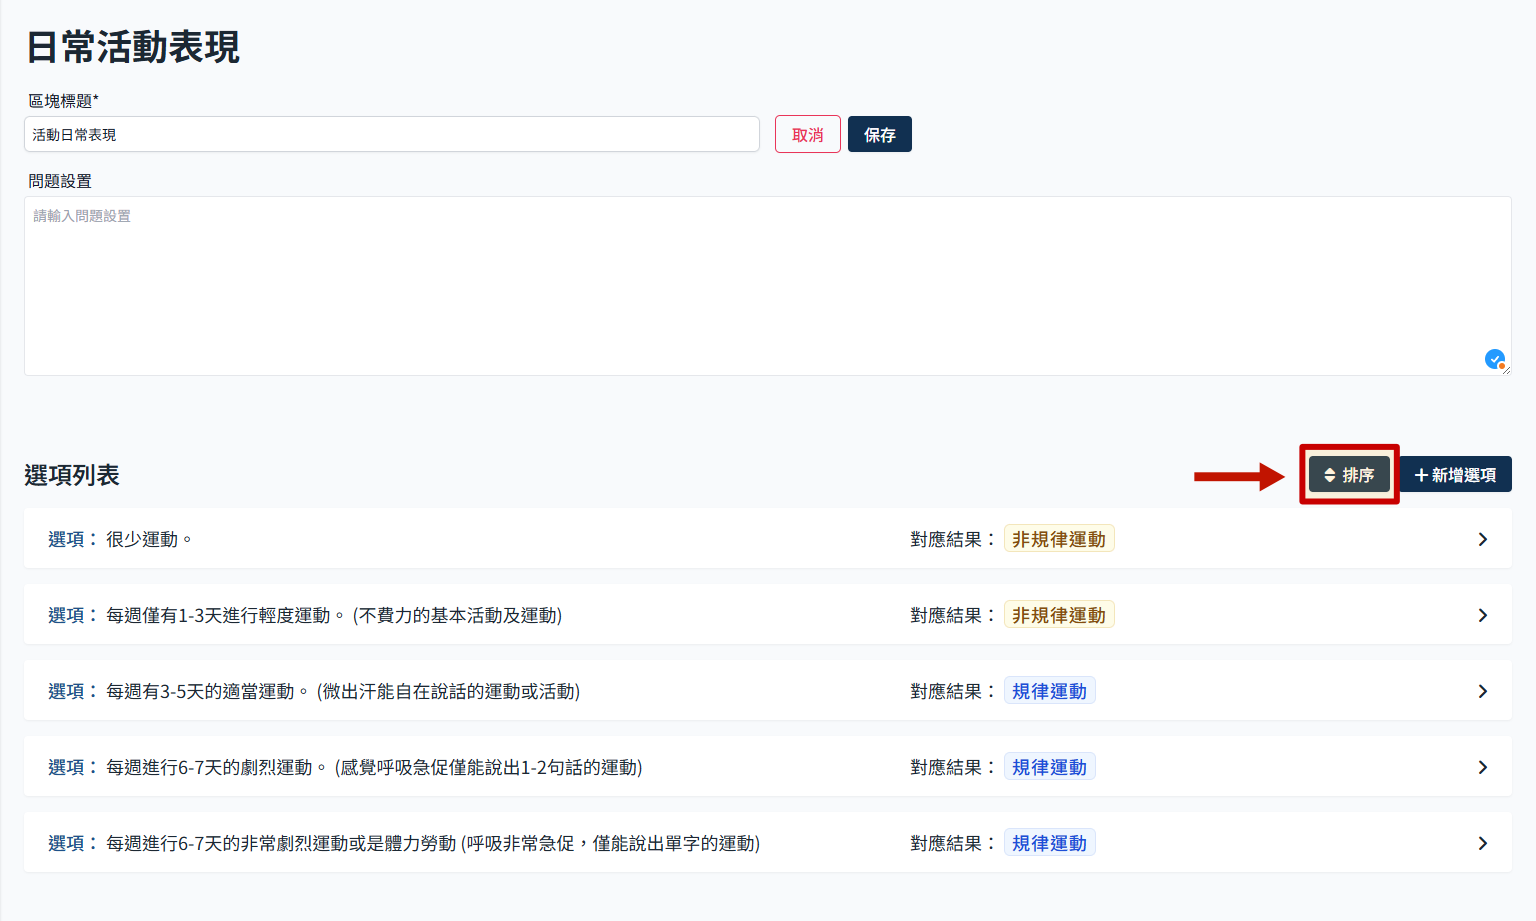 日常活動表現
區塊標題*
活動日常表現
取消 保存
問題設置
請輸入問題設置
選項列表
排序 新增選項
選項： 很少運動。 對應結果： 非規律運動
選項： 每週僅有1-3天進行輕度運動。 (不費力的基本活動及運動) 對應結果： 非規律運動
選項： 每週有3-5天的適當運動。 (微出汗能自在說話的運動或活動) 對應結果： 規律運動
選項： 每週進行6-7天的劇烈運動。 (感覺呼吸急促僅能說出1-2句話的運動) 對應結果： 規律運動
選項： 每週進行6-7天的非常劇烈運動或是體力勞動 (呼吸非常急促，僅能說出單字的運動) 對應結果： 規律運動